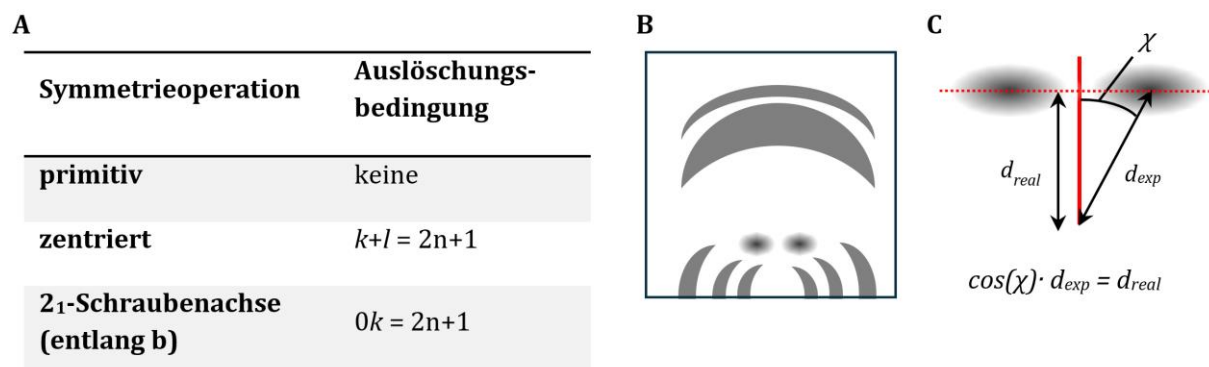 A
Symmetrieoperation
Auslöschungs-
bedingung
primitiv
keine
zentriert
k+l = 2n+1
2₁-Schraubenachse
(entlang b)
0k = 2n+1
B
C
χ
d_real
d_exp
cos(χ)· d_exp = d_real